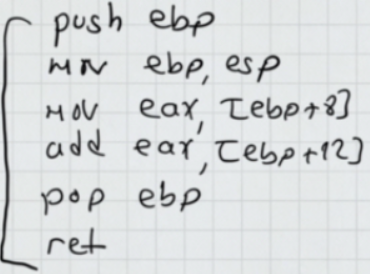 push ebp
mov ebp, esp
mov eax, [ebp+8]
add eax, [ebp+12]
pop ebp
ret